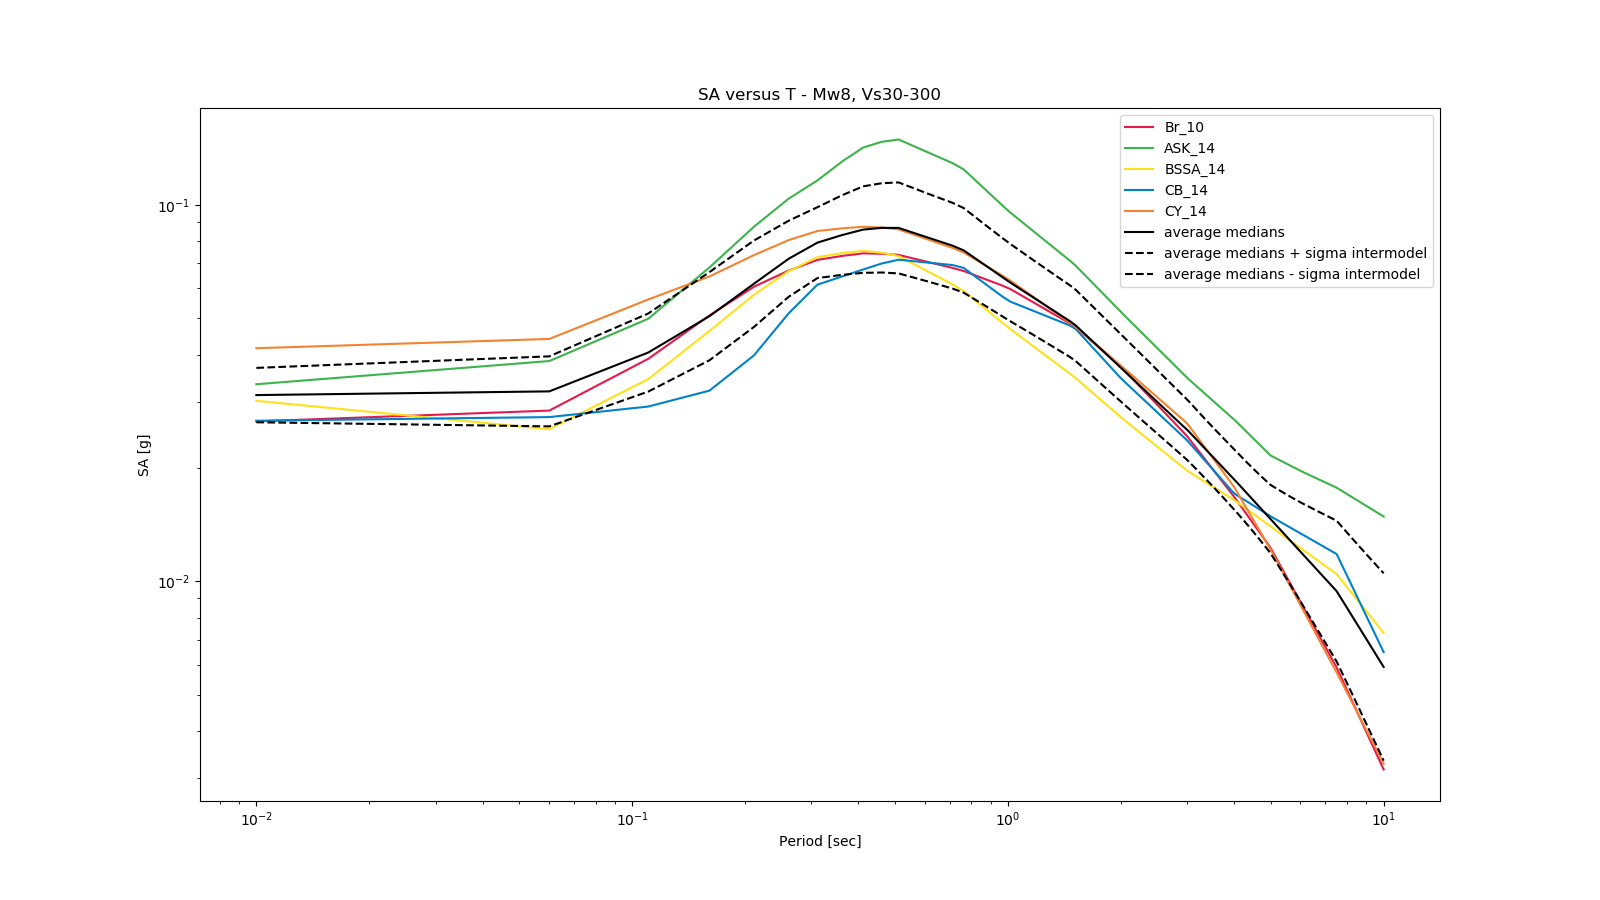 SA versus T - Mw8, Vs30-300
Br_10
ASK_14
BSSA_14
CB_14
CY_14
average medians
average medians + sigma intermodel
average medians - sigma intermodel
SA [g]
10⁻¹
10⁻²
10⁻² 10⁻¹ 10⁰ 10¹
Period [sec]